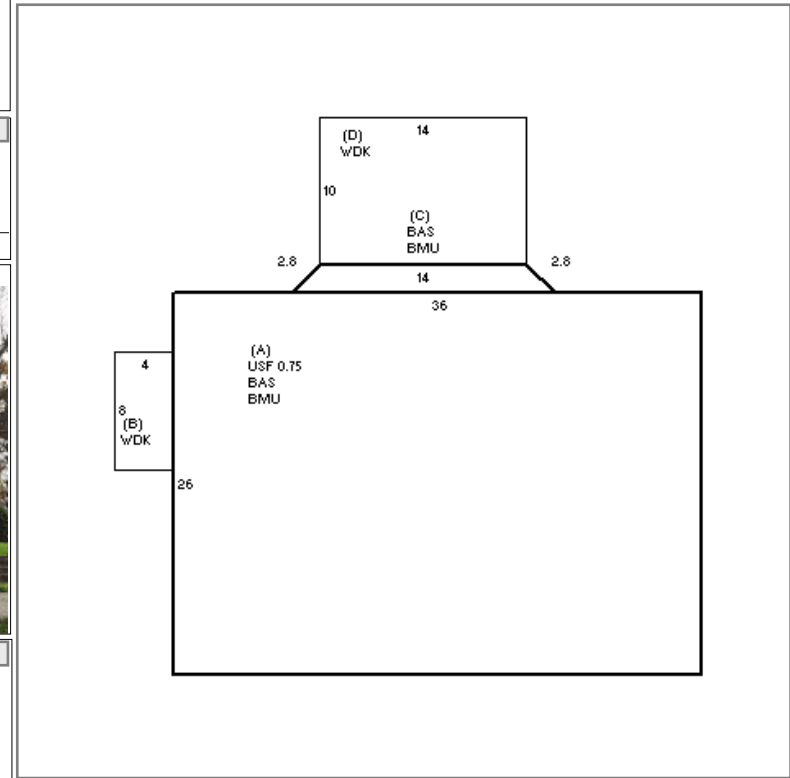 (D)
WDK
14
10
(C)
BAS
BMU
2.8
2.8
14
36
(A)
USF 0.75
BAS
BMU
4
8
(B)
WDK
26